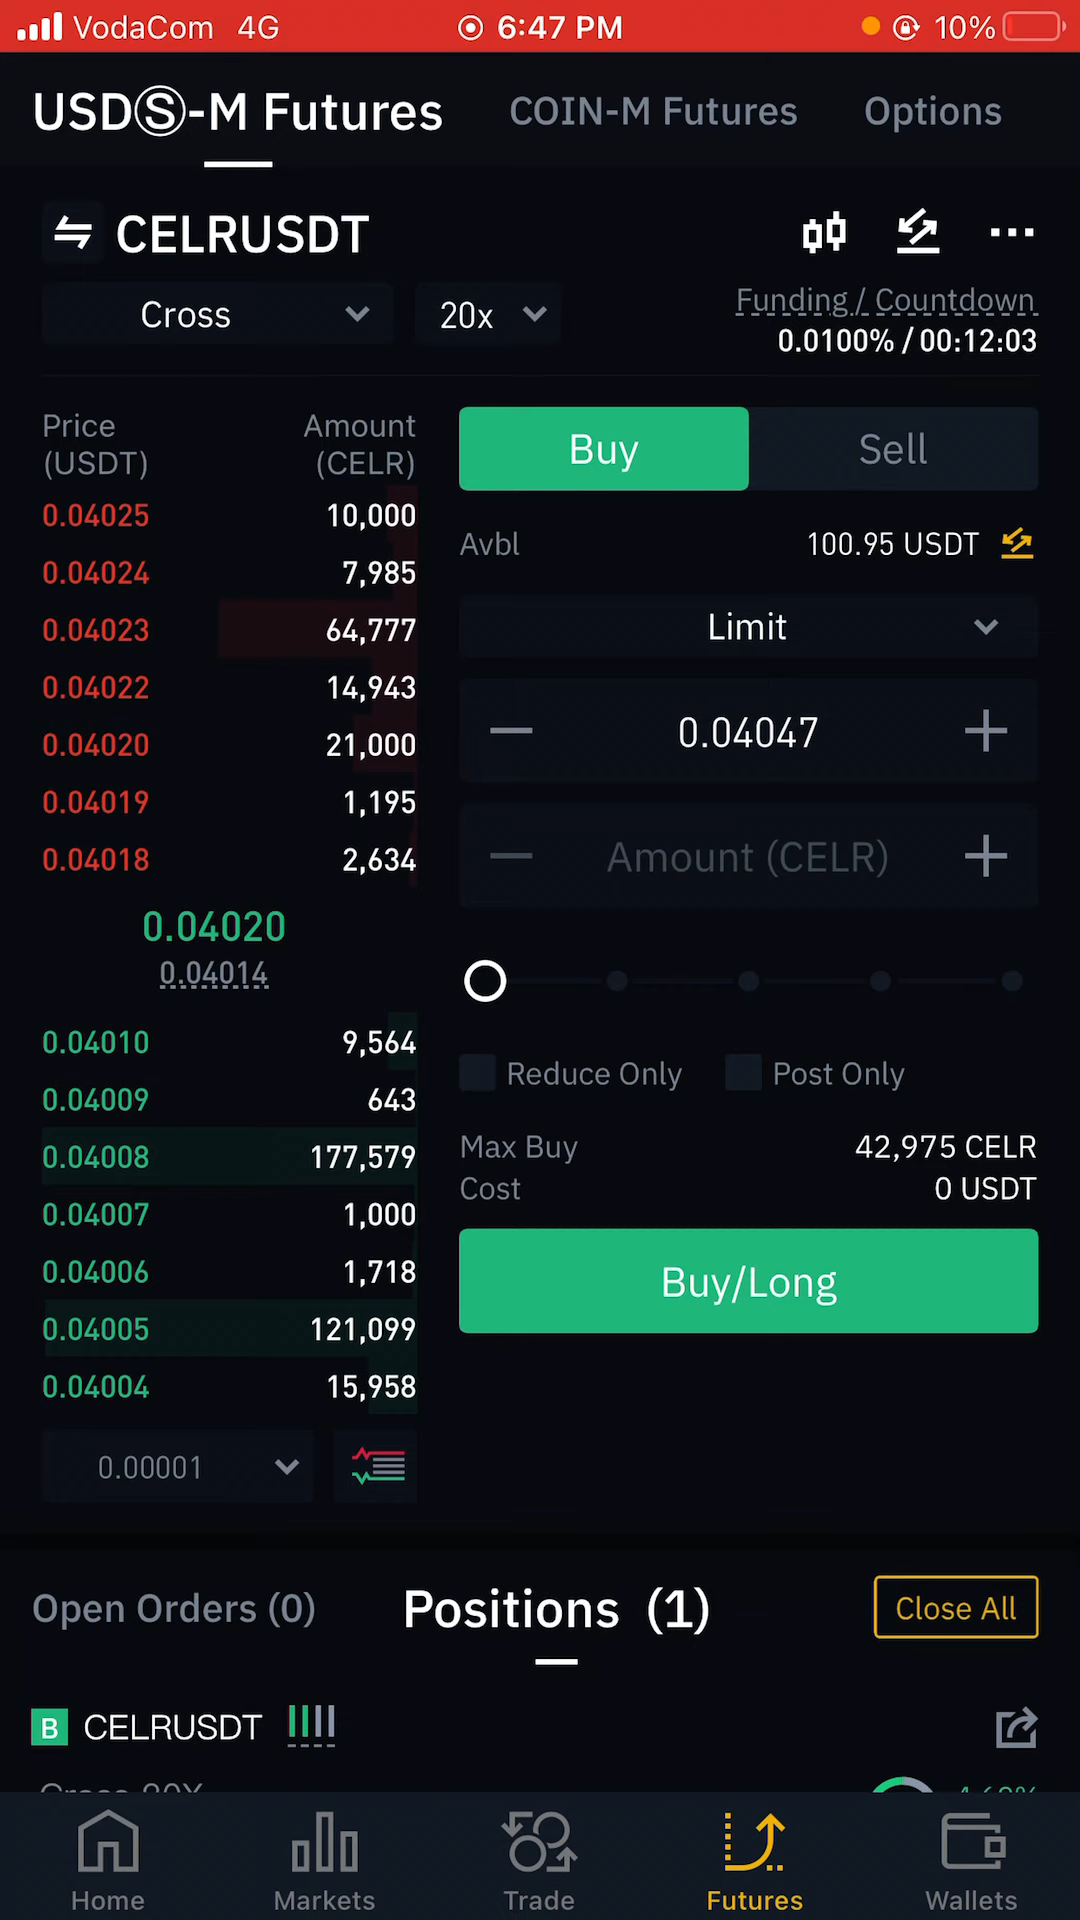 VodaCom 4G 6:47 PM 10%
USDⓈ-M Futures COIN-M Futures Options
CELRUSDT
Cross 20x
Funding / Countdown
0.0100% / 00:12:03
Price
(USDT)
Amount
(CELR)
0.04025 10,000
0.04024 7,985
0.04023 64,777
0.04022 14,943
0.04020 21,000
0.04019 1,195
0.04018 2,634
0.04020
0.04014
0.04010 9,564
0.04009 643
0.04008 177,579
0.04007 1,000
0.04006 1,718
0.04005 121,099
0.04004 15,958
0.00001
Buy Sell
Avbl 100.95 USDT
Limit
0.04047
Amount (CELR)
Reduce Only Post Only
Max Buy 42,975 CELR
Cost 0 USDT
Buy/Long
Open Orders (0) Positions (1) Close All
B CELRUSDT
Home Markets Trade Futures Wallets